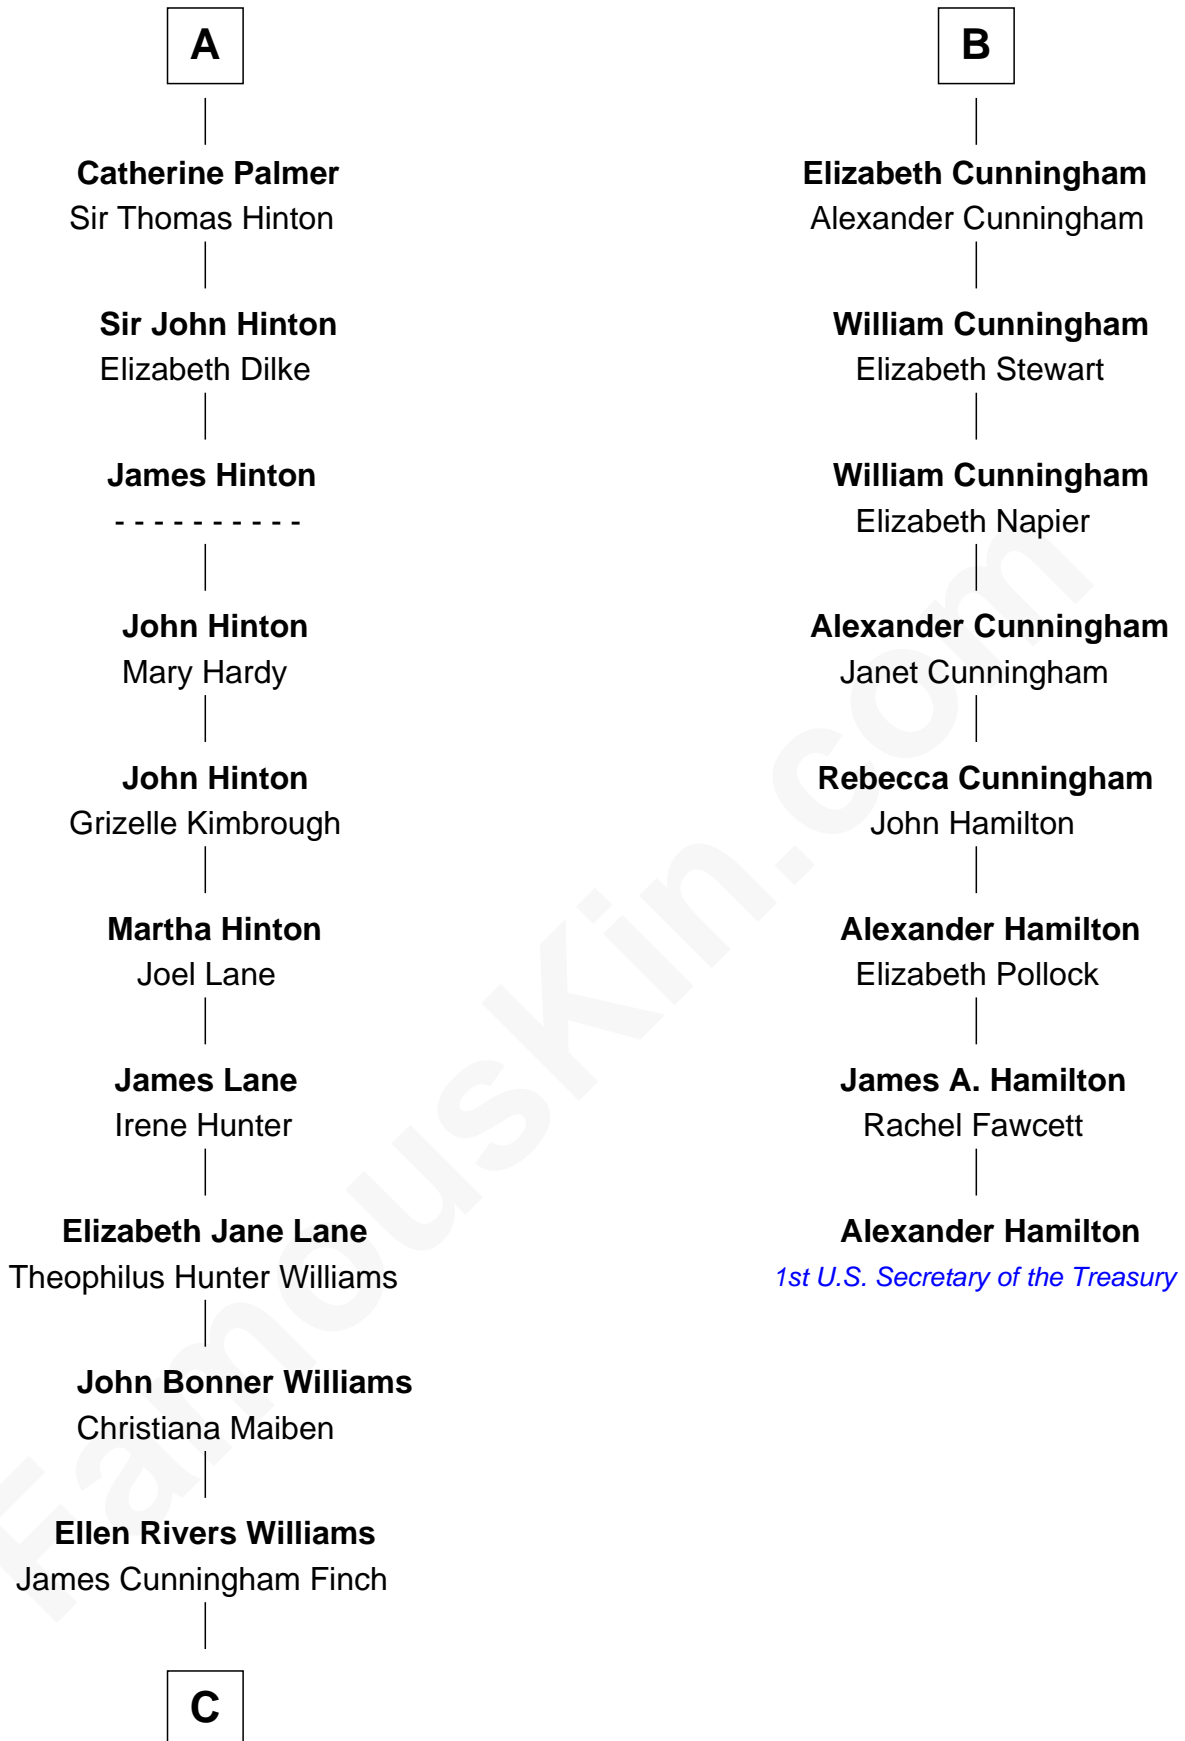 A
Catherine Palmer
Sir Thomas Hinton
Sir John Hinton
Elizabeth Dilke
James Hinton
- - - - - - - - - -
John Hinton
Mary Hardy
John Hinton
Grizelle Kimbrough
Martha Hinton
Joel Lane
James Lane
Irene Hunter
Elizabeth Jane Lane
Theophilus Hunter Williams
John Bonner Williams
Christiana Maiben
Ellen Rivers Williams
James Cunningham Finch
C
B
Elizabeth Cunningham
Alexander Cunningham
William Cunningham
Elizabeth Stewart
William Cunningham
Elizabeth Napier
Alexander Cunningham
Janet Cunningham
Rebecca Cunningham
John Hamilton
Alexander Hamilton
Elizabeth Pollock
James A. Hamilton
Rachel Fawcett
Alexander Hamilton
1st U.S. Secretary of the Treasury
FamousKin.com